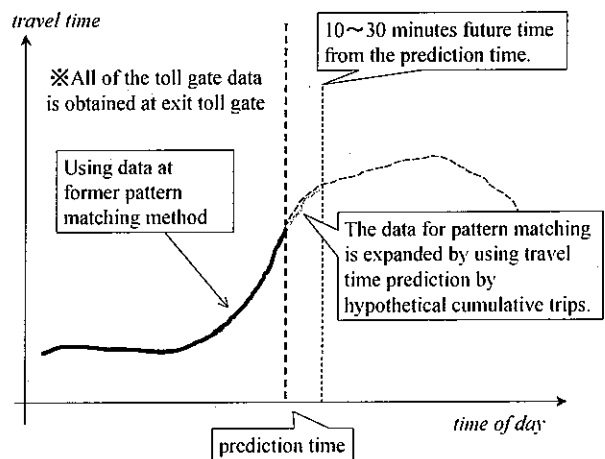 travel time
10～30 minutes future time
from the prediction time.
※All of the toll gate data
is obtained at exit toll gate
Using data at
former pattern
matching method
The data for pattern matching
is expanded by using travel
time prediction by
hypothetical cumulative trips.
time of day
prediction time